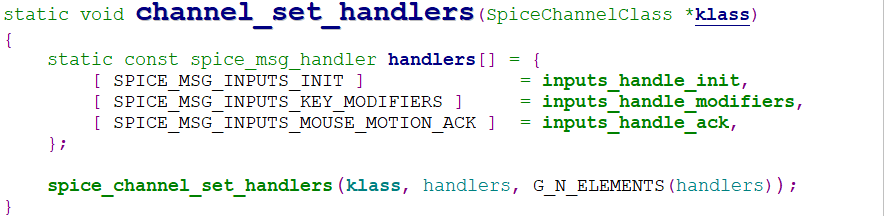 static void channel_set_handlers(SpiceChannelClass *klass)
{
    static const spice_msg_handler handlers[] = {
        [ SPICE_MSG_INPUTS_INIT ]              = inputs_handle_init,
        [ SPICE_MSG_INPUTS_KEY_MODIFIERS ]     = inputs_handle_modifiers,
        [ SPICE_MSG_INPUTS_MOUSE_MOTION_ACK ]  = inputs_handle_ack,
    };
    spice_channel_set_handlers(klass, handlers, G_N_ELEMENTS(handlers));
}